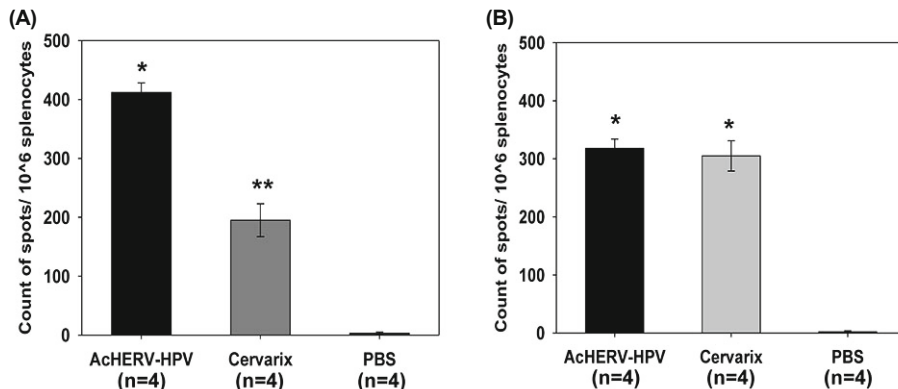 (A)
Count of spots/ 10^6 splenocytes
500
400
300
200
100
0
*
**
AcHERV-HPV
(n=4)
Cervarix
(n=4)
PBS
(n=4)
(B)
Count of spots/ 10^6 splenocytes
500
400
300
200
100
0
*
*
AcHERV-HPV
(n=4)
Cervarix
(n=4)
PBS
(n=4)